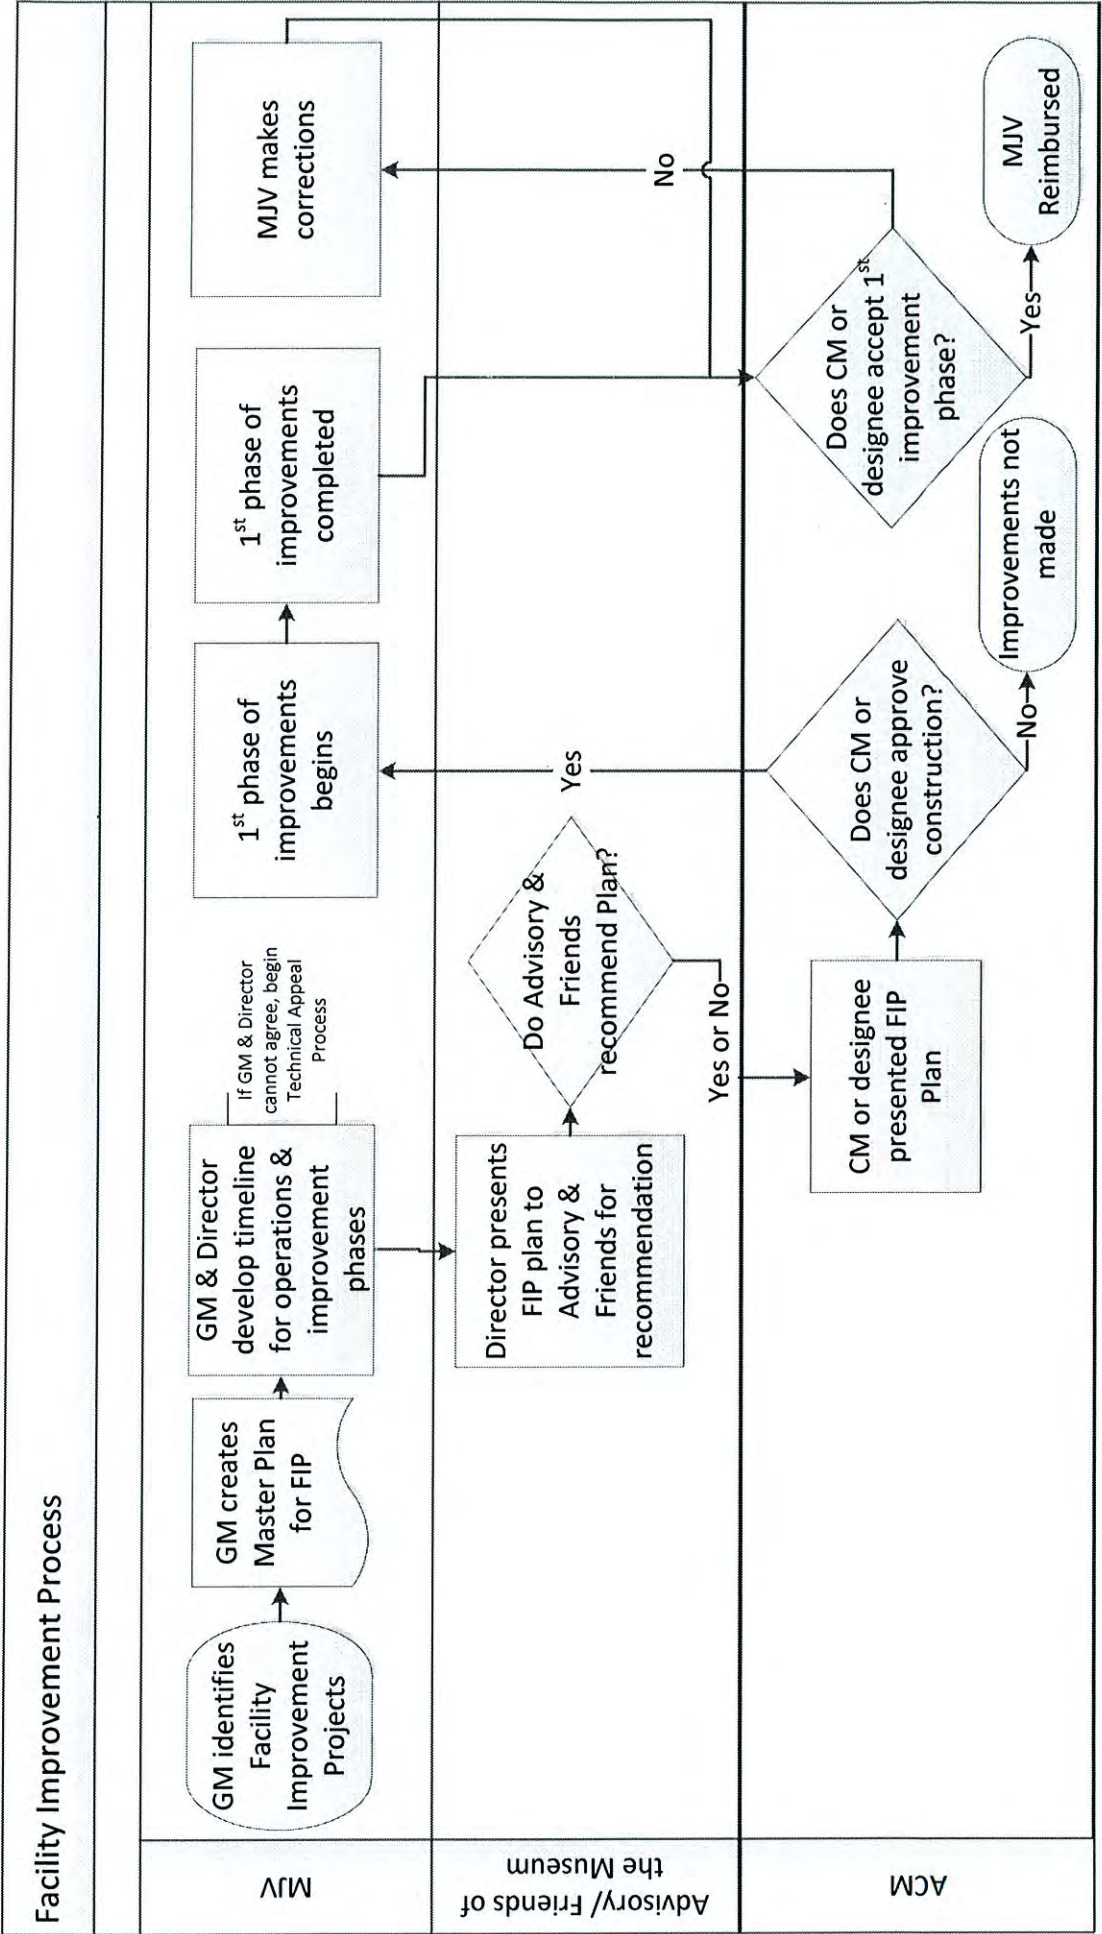 Facility Improvement Process
MJV
GM identifies
Facility
Improvement
Projects
GM creates
Master Plan
for FIP
GM & Director
develop timeline
for operations &
improvement
phases
If GM & Director
cannot agree, begin
Technical Appeal
Process
1st phase of
improvements
begins
1st phase of
improvements
completed
MJV makes
corrections
Advisory/ Friends of
the Museum
Director presents
FIP plan to
Advisory &
Friends for
recommendation
Do Advisory &
Friends
recommend Plan?
Yes or No
Yes
No
ACM
CM or designee
presented FIP
Plan
Does CM or
designee approve
construction?
No
Improvements not
made
Does CM or
designee accept 1st
improvement
phase?
Yes
MJV
Reimbursed